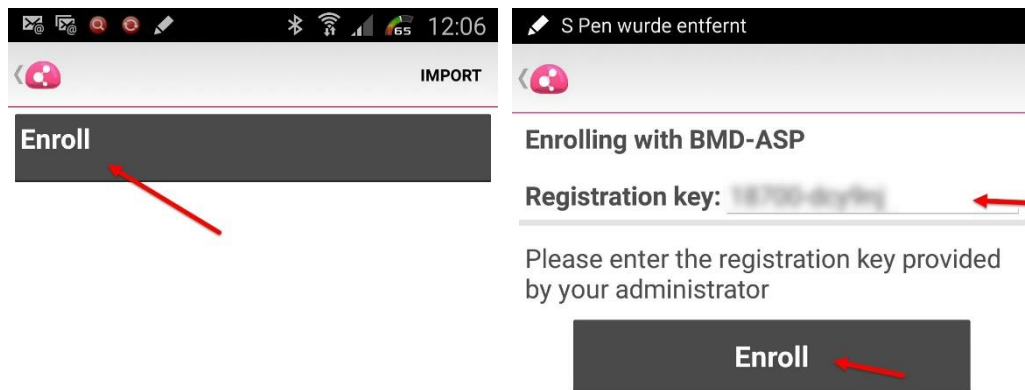 65 12:06
IMPORT
Enroll
S Pen wurde entfernt
Enrolling with BMD-ASP
Registration key:
Please enter the registration key provided
by your administrator
Enroll